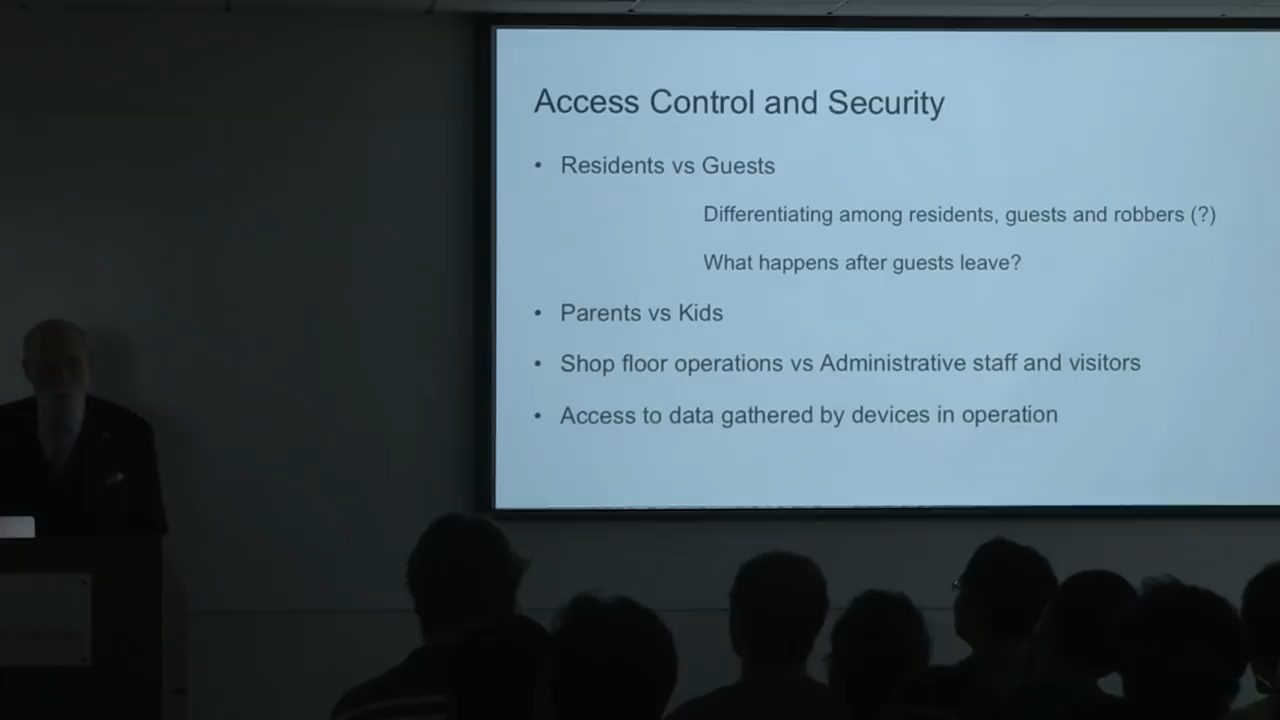 Access Control and Security
• Residents vs Guests
Differentiating among residents, guests and robbers (?)
What happens after guests leave?
• Parents vs Kids
• Shop floor operations vs Administrative staff and visitors
• Access to data gathered by devices in operation